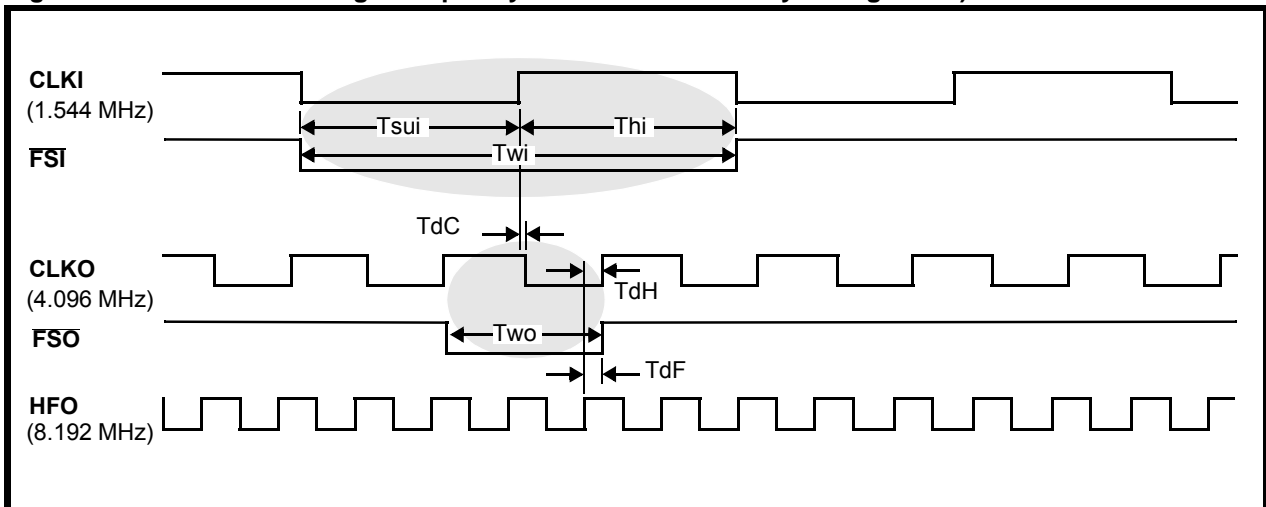 CLKI
(1.544 MHz)
Tsui
Thi
FSI
Twi
TdC
CLKO
(4.096 MHz)
TdH
FSO
Two
TdF
HFO
(8.192 MHz)